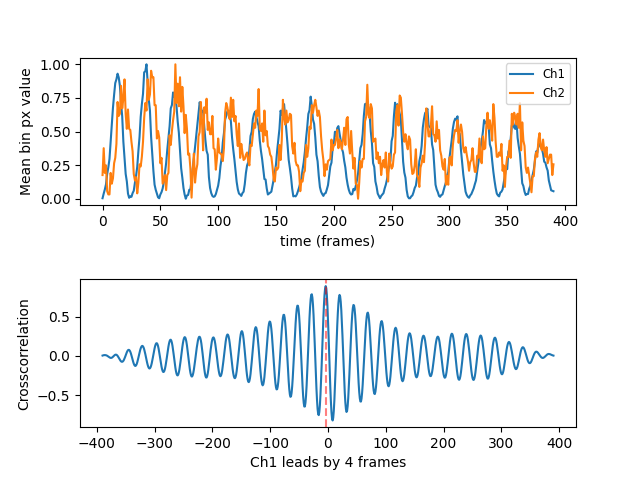 1.00
0.75
0.50
0.25
0.00
Mean bin px value
Ch1
Ch2
0 50 100 150 200 250 300 350 400
time (frames)
0.5
0.0
−0.5
Crosscorrelation
−400 −300 −200 −100 0 100 200 300 400
Ch1 leads by 4 frames